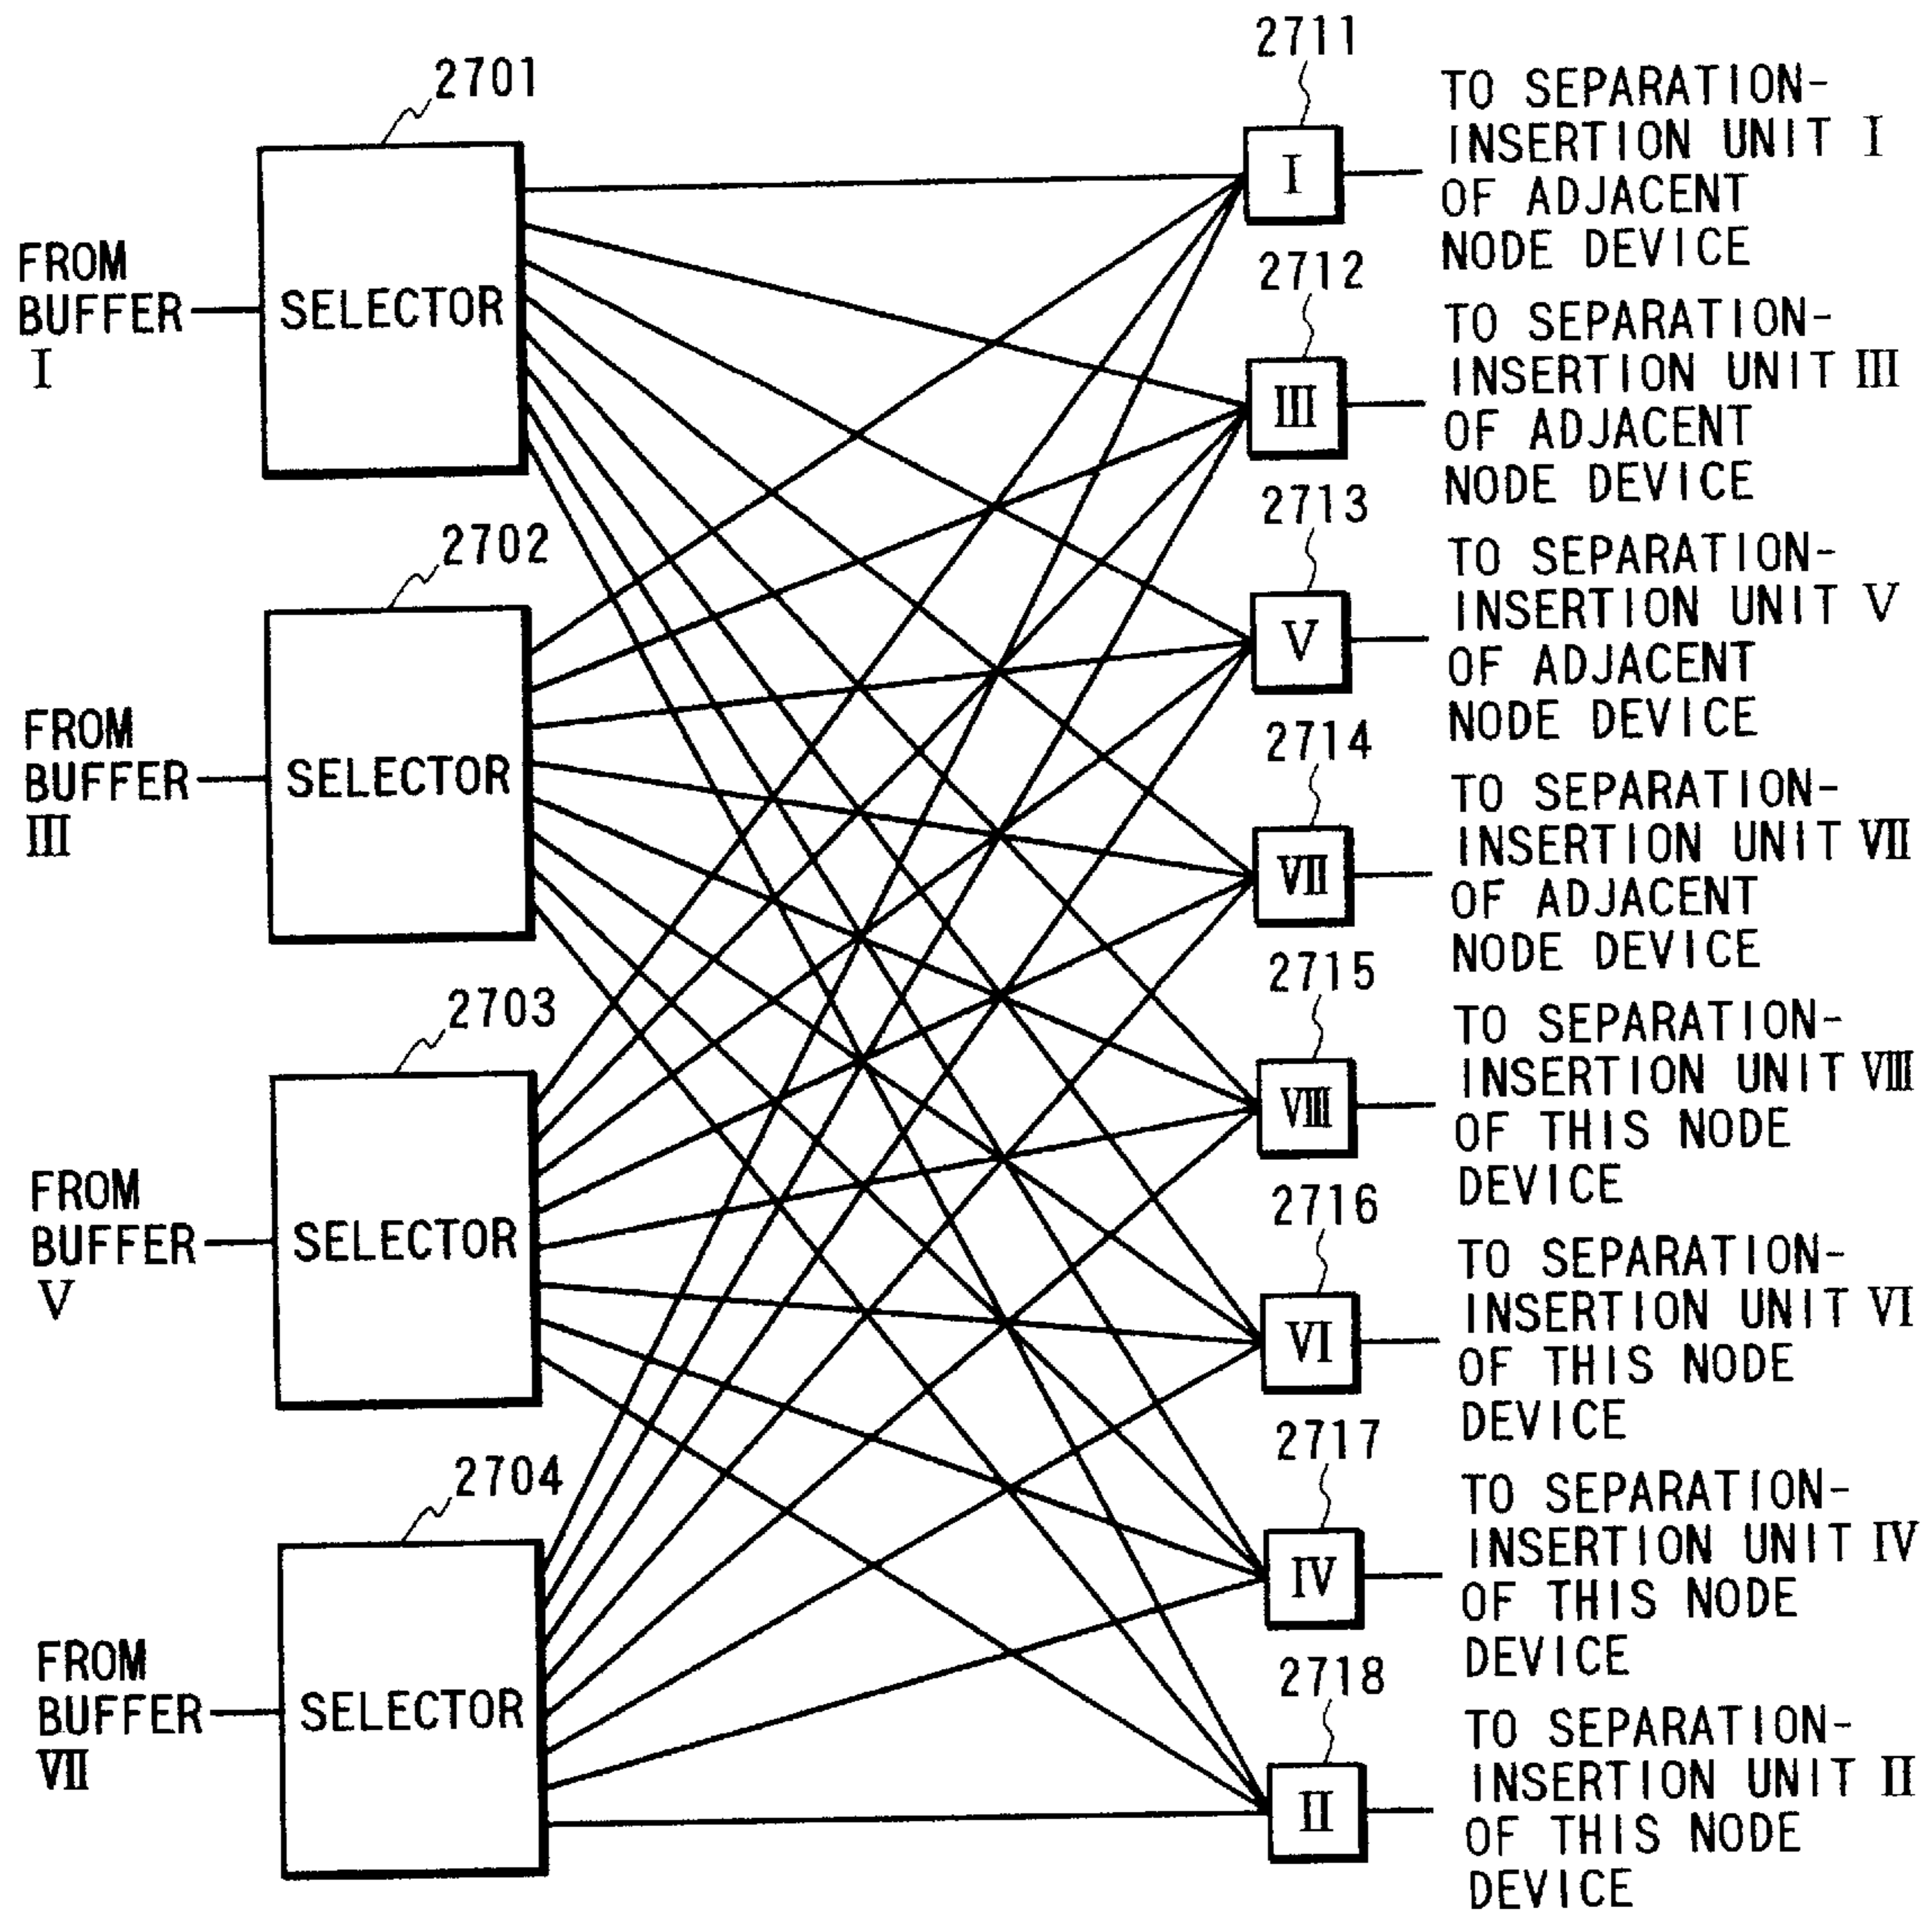 2701
FROM
BUFFER
I
SELECTOR
2702
FROM
BUFFER
III
SELECTOR
2703
FROM
BUFFER
V
SELECTOR
2704
FROM
BUFFER
VII
SELECTOR
2711
I
TO SEPARATION-
INSERTION UNIT I
OF ADJACENT
NODE DEVICE
2712
III
TO SEPARATION-
INSERTION UNIT III
OF ADJACENT
NODE DEVICE
2713
V
TO SEPARATION-
INSERTION UNIT V
OF ADJACENT
NODE DEVICE
2714
VII
TO SEPARATION-
INSERTION UNIT VII
OF ADJACENT
NODE DEVICE
2715
VIII
TO SEPARATION-
INSERTION UNIT VIII
OF THIS NODE
DEVICE
2716
VI
TO SEPARATION-
INSERTION UNIT VI
OF THIS NODE
DEVICE
2717
IV
TO SEPARATION-
INSERTION UNIT IV
OF THIS NODE
DEVICE
2718
II
TO SEPARATION-
INSERTION UNIT II
OF THIS NODE
DEVICE